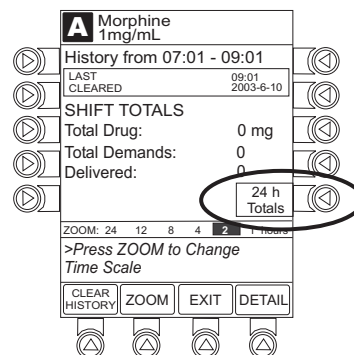 A Morphine
1mg/mL
History from 07:01 - 09:01
LAST 09:01
CLEARED 2003-6-10
SHIFT TOTALS
Total Drug: 0 mg
Total Demands: 0
Delivered: 0
24 h
Totals
ZOOM: 24 12 8 4 2 1 hours
>Press ZOOM to Change
Time Scale
CLEAR
HISTORY ZOOM EXIT DETAIL